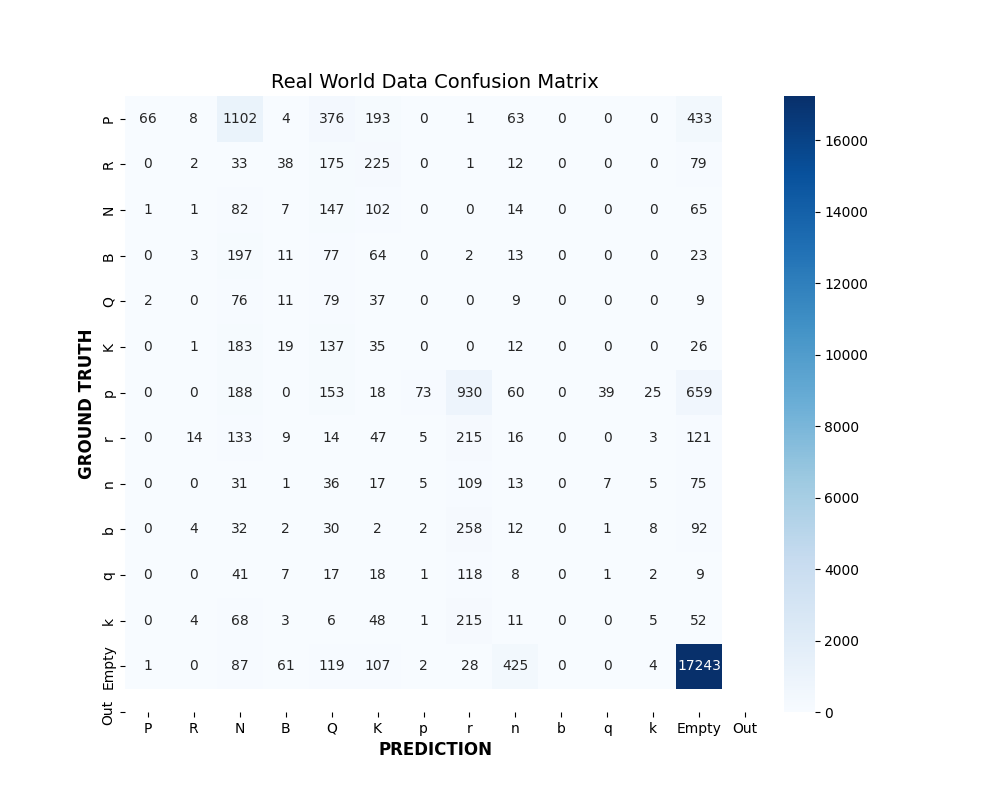 Real World Data Confusion Matrix
P 66 8 1102 4 376 193 0 1 63 0 0 0 433
R 0 2 33 38 175 225 0 1 12 0 0 0 79
N 1 1 82 7 147 102 0 0 14 0 0 0 65
B 0 3 197 11 77 64 0 2 13 0 0 0 23
Q 2 0 76 11 79 37 0 0 9 0 0 0 9
K 0 1 183 19 137 35 0 0 12 0 0 0 26
p 0 0 188 0 153 18 73 930 60 0 39 25 659
r 0 14 133 9 14 47 5 215 16 0 0 3 121
n 0 0 31 1 36 17 5 109 13 0 7 5 75
b 0 4 32 2 30 2 2 258 12 0 1 8 92
q 0 0 41 7 17 18 1 118 8 0 1 2 9
k 0 4 68 3 6 48 1 215 11 0 0 5 52
Empty 1 0 87 61 119 107 2 28 425 0 0 4 17243
Out
P R N B Q K p r n b q k Empty Out
PREDICTION
GROUND TRUTH
16000
14000
12000
10000
8000
6000
4000
2000
0